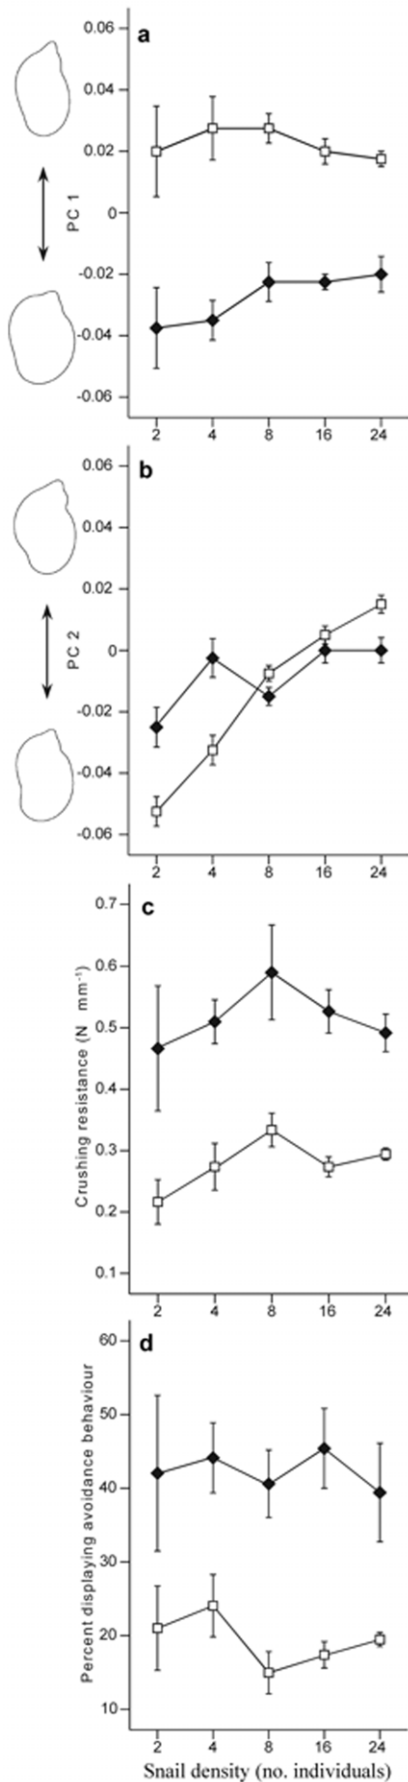 a
0.06
0.04
0.02
0
-0.02
-0.04
-0.06
PC 1
2 4 8 16 24
b
0.06
0.04
0.02
0
-0.02
-0.04
-0.06
PC 2
2 4 8 16 24
c
0.7
0.6
0.5
0.4
0.3
0.2
0.1
Crushing resistance (N mm⁻¹)
2 4 8 16 24
d
60
50
40
30
20
10
Percent displaying avoidance behaviour
2 4 8 16 24
Snail density (no. individuals)